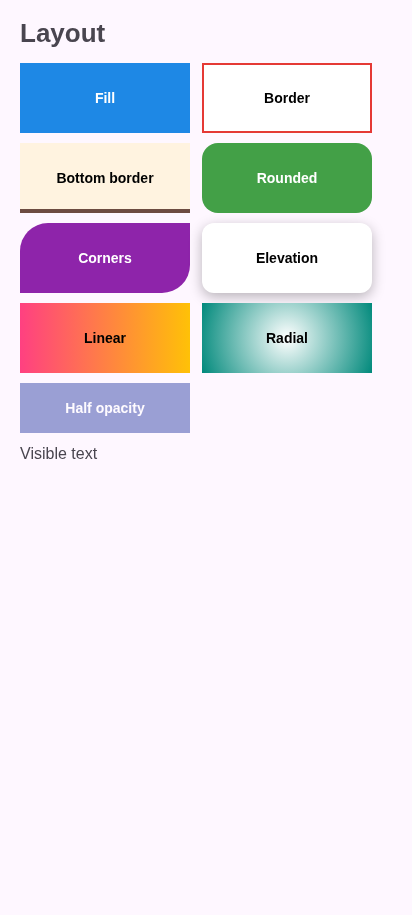 Layout
Fill
Border
Bottom border
Rounded
Corners
Elevation
Linear
Radial
Half opacity
Visible text